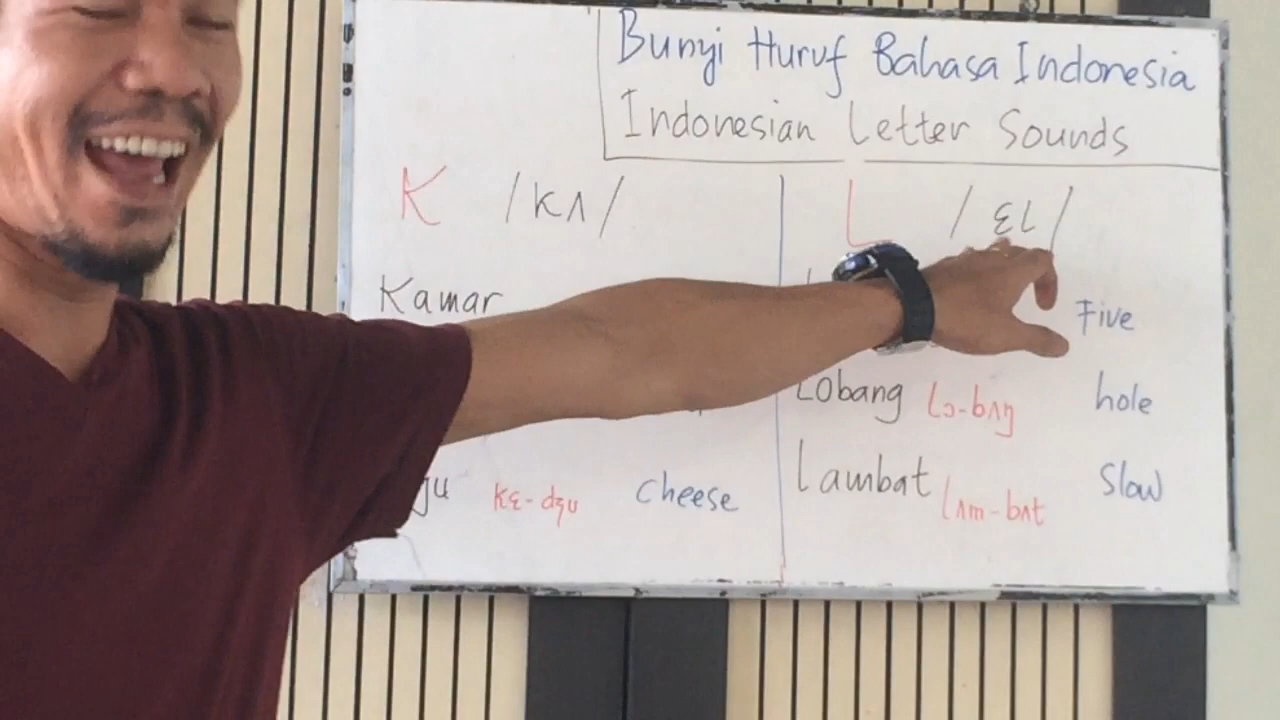 Bunyi Huruf Bahasa Indonesia
Indonesian Letter Sounds
K /kʌ/
Kamar
kɛ-dʒu cheese
L /ɛl/
Five
Lobang lɔ-bʌŋ hole
Lambat lʌm-bʌt Slow